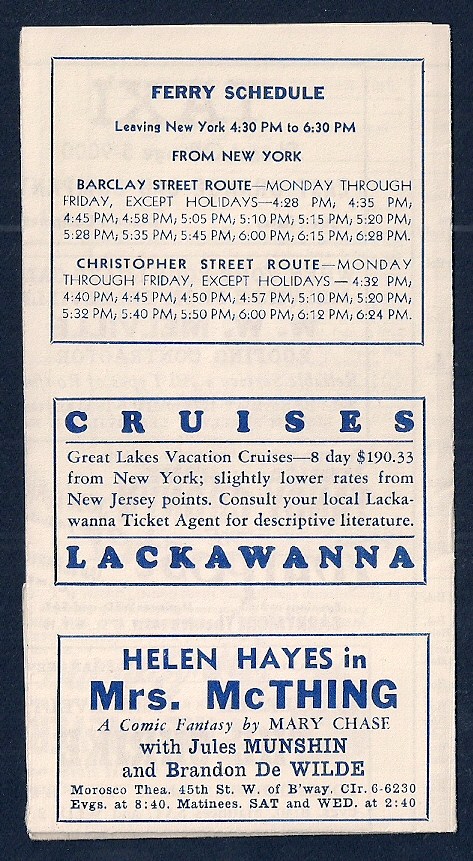 FERRY SCHEDULE
Leaving New York 4:30 PM to 6:30 PM
FROM NEW YORK
BARCLAY STREET ROUTE—MONDAY THROUGH
FRIDAY, EXCEPT HOLIDAYS—4:28 PM; 4:35 PM;
4:45 PM; 4:58 PM; 5:05 PM; 5:10 PM; 5:15 PM; 5:20 PM;
5:28 PM; 5:35 PM; 5:45 PM; 6:00 PM; 6:15 PM; 6:28 PM.
CHRISTOPHER STREET ROUTE—MONDAY
THROUGH FRIDAY, EXCEPT HOLIDAYS — 4:32 PM;
4:40 PM; 4:45 PM; 4:50 PM; 4:57 PM; 5:10 PM; 5:20 PM;
5:32 PM; 5:40 PM; 5:50 PM; 6:00 PM; 6:12 PM; 6:24 PM.
CRUISES
Great Lakes Vacation Cruises—8 day $190.33
from New York; slightly lower rates from
New Jersey points. Consult your local Lacka-
wanna Ticket Agent for descriptive literature.
LACKAWANNA
HELEN HAYES in
Mrs. McTHING
A Comic Fantasy by MARY CHASE
with Jules MUNSHIN
and Brandon De WILDE
Morosco Thea. 45th St. W. of B'way, CIr. 6-6230
Evgs. at 8:40. Matinees. SAT and WED. at 2:40